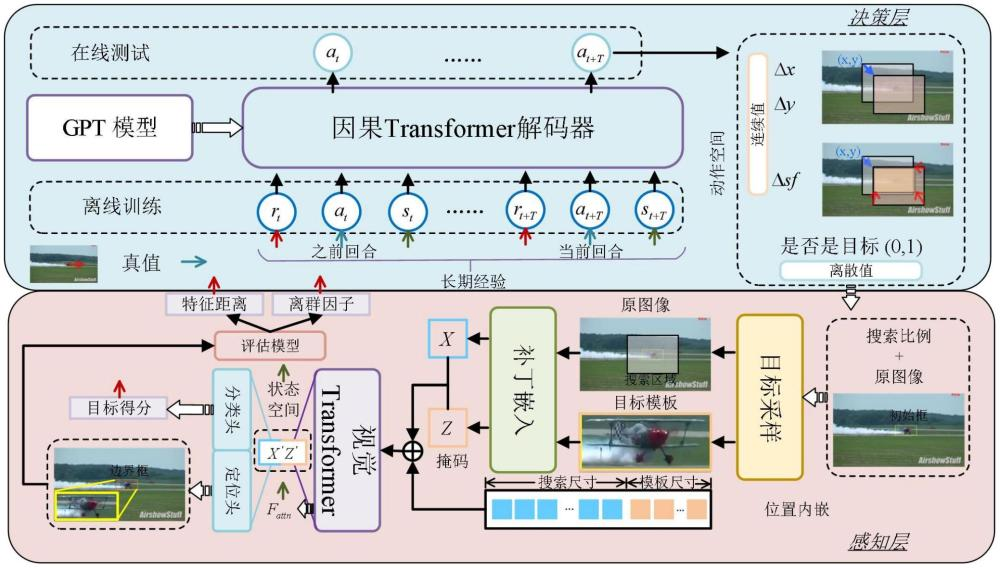 决策层
在线测试
a_t
......
a_{t+T}
GPT 模型
因果Transformer解码器
离线训练
r_t
a_t
s_t
......
r_{t+T}
a_{t+T}
s_{t+T}
之前回合
当前回合
长期经验
真值
动作空间
连续值
Δx
Δy
Δsf
(x,y)
AirshowStuff
(x,y)
AirshowStuff
是否是目标 (0,1)
离散值
特征距离
离群因子
评估模型
状态空间
目标得分
分类头
定位头
X'Z'
F_{attn}
边界框
AirshowStuff
视觉Transformer
X
Z
掩码
补丁嵌入
原图像
搜索区域
AirshowStuff
目标模板
目标采样
搜索比例
+
原图像
初始框
AirshowStuff
搜索尺寸
模板尺寸
...
...
位置内嵌
感知层